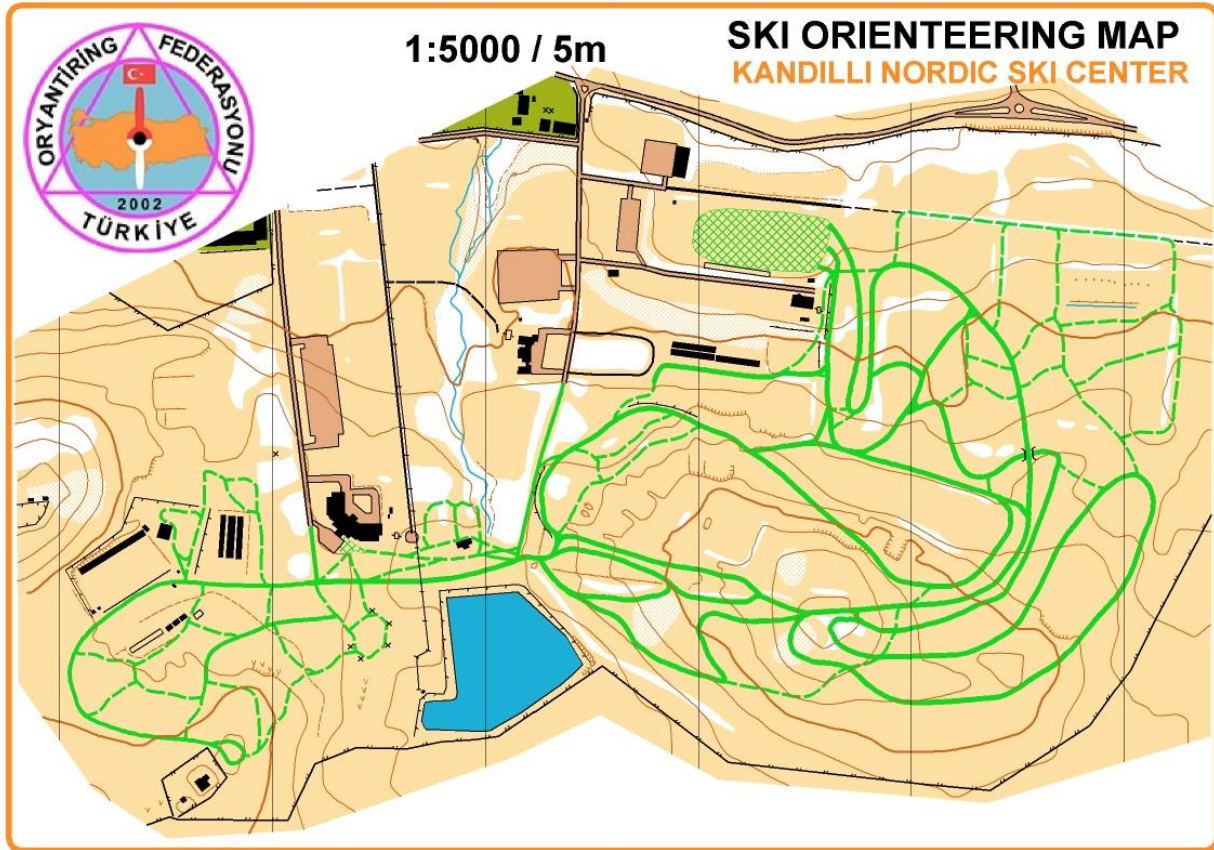 ORYANTİRİNG FEDERASYONU
2002
TÜRKİYE
1:5000 / 5m
SKI ORIENTEERING MAP
KANDILLI NORDIC SKI CENTER